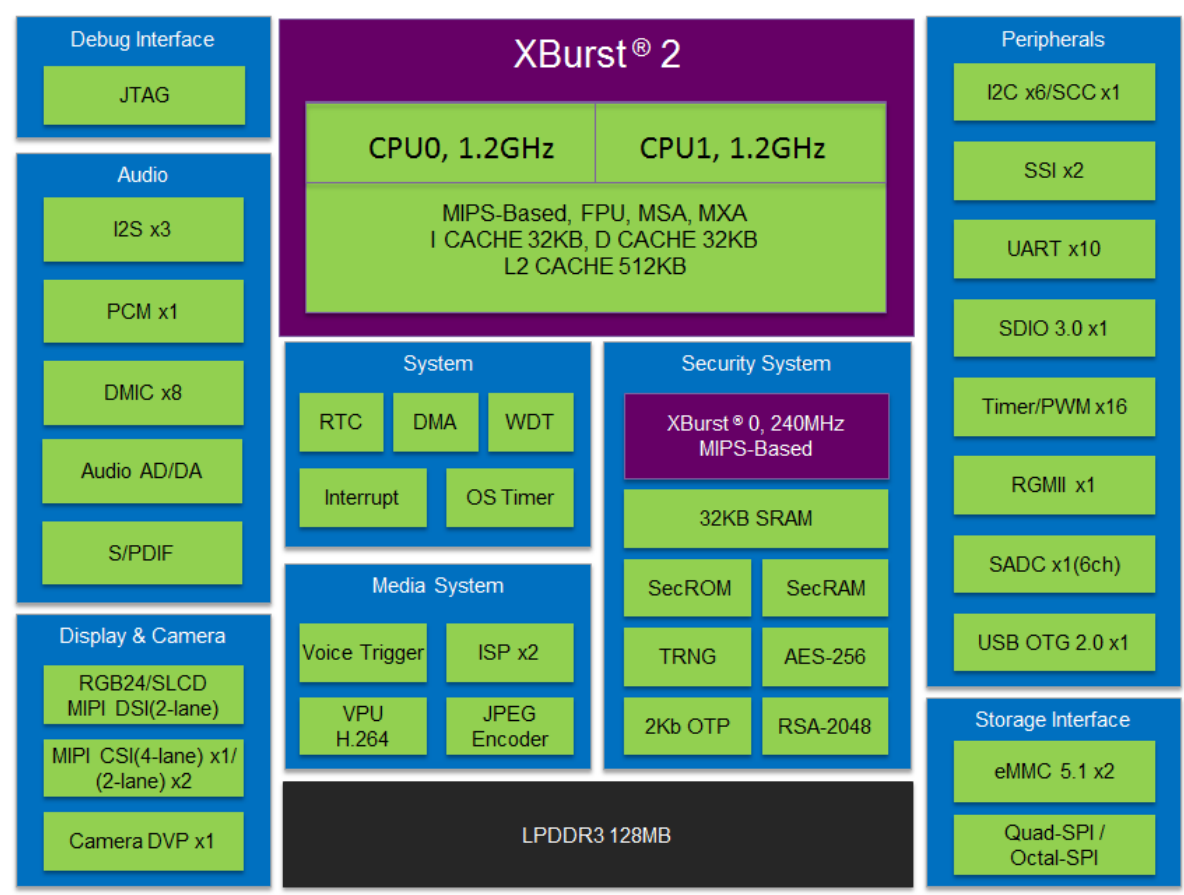 Debug Interface
JTAG
Audio
I2S x3
PCM x1
DMIC x8
Audio AD/DA
S/PDIF
Display & Camera
RGB24/SLCD
MIPI DSI(2-lane)
MIPI CSI(4-lane) x1/
(2-lane) x2
Camera DVP x1
XBurst® 2
CPU0, 1.2GHz
CPU1, 1.2GHz
MIPS-Based, FPU, MSA, MXA
I CACHE 32KB, D CACHE 32KB
L2 CACHE 512KB
System
RTC
DMA
WDT
Interrupt
OS Timer
Media System
Voice Trigger
ISP x2
VPU
H.264
JPEG
Encoder
Security System
XBurst® 0, 240MHz
MIPS-Based
32KB SRAM
SecROM
SecRAM
TRNG
AES-256
2Kb OTP
RSA-2048
LPDDR3 128MB
Peripherals
I2C x6/SCC x1
SSI x2
UART x10
SDIO 3.0 x1
Timer/PWM x16
RGMII x1
SADC x1(6ch)
USB OTG 2.0 x1
Storage Interface
eMMC 5.1 x2
Quad-SPI /
Octal-SPI